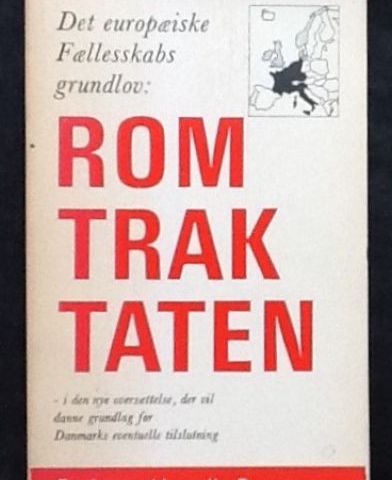 Det europæiske
Fællesskabs
grundlov:
ROM
TRAK
TATEN
- i den nye oversættelse, der vil
danne grundlag for
Danmarks eventuelle tilslutning